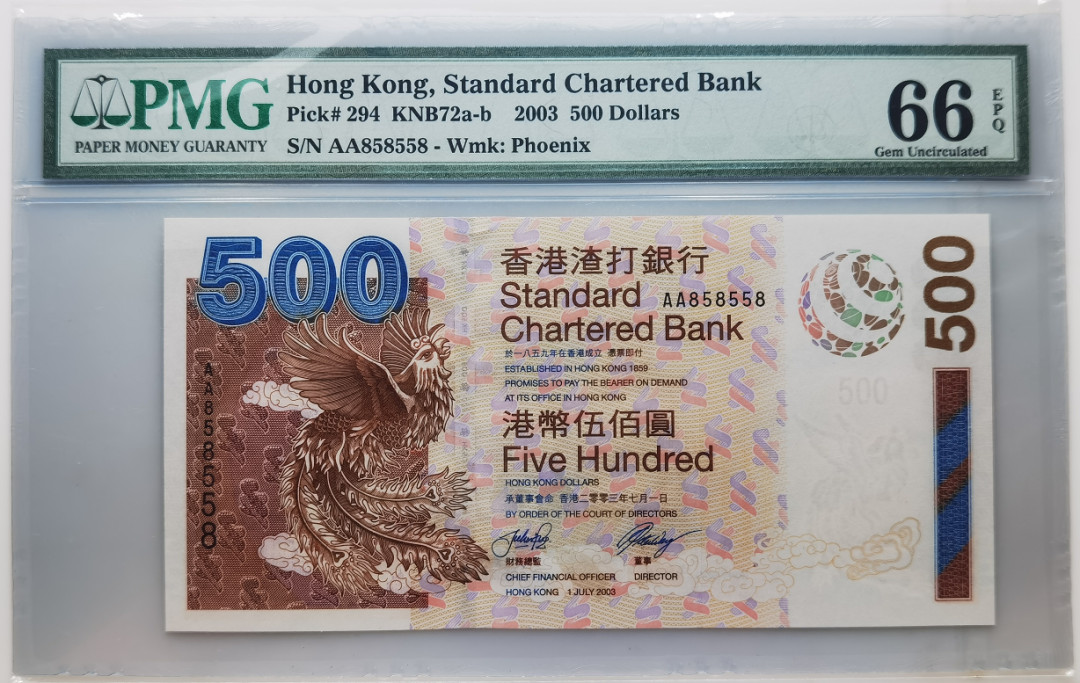 PMG
PAPER MONEY GUARANTY
Hong Kong, Standard Chartered Bank
Pick# 294 KNB72a-b 2003 500 Dollars
S/N AA858558 - Wmk: Phoenix
66 EPQ
Gem Uncirculated
500
香港渣打銀行
Standard
AA858558
Chartered Bank
於一八五九年在香港成立 憑票即付
ESTABLISHED IN HONG KONG 1859
PROMISES TO PAY THE BEARER ON DEMAND
AT ITS OFFICE IN HONG KONG
港幣伍佰圓
Five Hundred
HONG KONG DOLLARS
承董事會命 香港二零零三年七月一日
BY ORDER OF THE COURT OF DIRECTORS
財務總監 董事
CHIEF FINANCIAL OFFICER DIRECTOR
HONG KONG 1 JULY 2003
AA858558
500
500